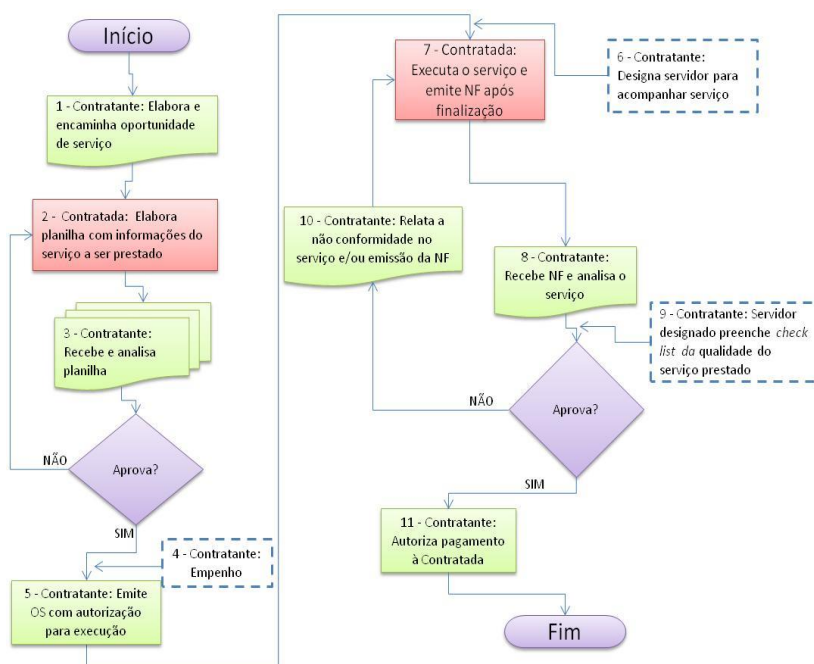 Início
1 - Contratante: Elabora e
encaminha oportunidade
de serviço
2 - Contratada: Elabora
planilha com informações do
serviço a ser prestado
3 - Contratante:
Recebe e analisa
planilha
Aprova?
NÃO
SIM
4 - Contratante:
Empenho
5 - Contratante: Emite
OS com autorização
para execução
6 - Contratante:
Designa servidor para
acompanhar serviço
7 - Contratada:
Executa o serviço e
emite NF após
finalização
8 - Contratante:
Recebe NF e analisa o
serviço
9 - Contratante: Servidor
designado preenche check
list da qualidade do
serviço prestado
Aprova?
NÃO
10 - Contratante: Relata a
não conformidade no
serviço e/ou emissão da NF
SIM
11 - Contratante:
Autoriza pagamento
à Contratada
Fim